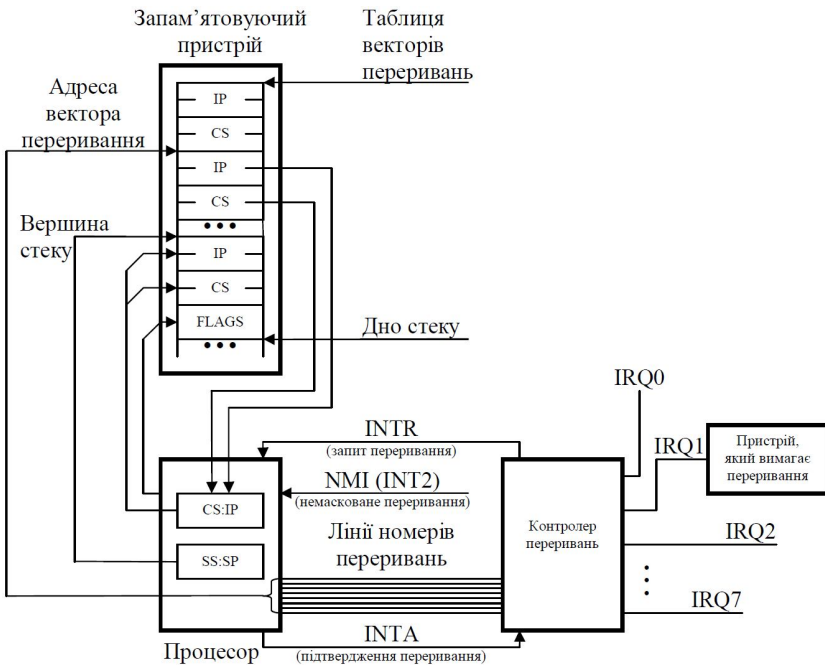 Запам’ятовуючий
пристрій
Таблиця
векторів
переривань
Адреса
вектора
переривання
IP
CS
IP
CS
•••
Вершина
стеку
IP
CS
FLAGS
•••
Дно стеку
IRQ0
INTR
(запит переривання)
IRQ1
Пристрій,
який вимагає
переривання
NMI (INT2)
(немасковане переривання)
CS:IP
Лінії номерів
переривань
Контролер
переривань
IRQ2
SS:SP
IRQ7
Процесор
INTA
(підтвердження переривання)